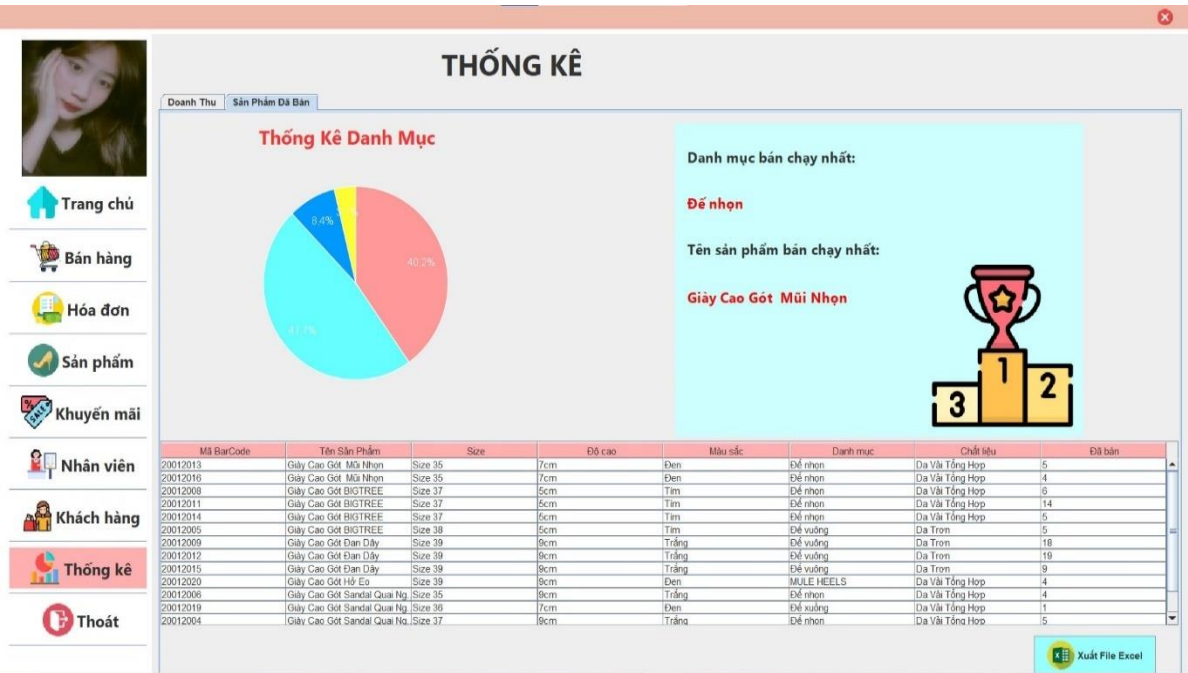 THỐNG KÊ
Doanh Thu Sản Phẩm Đã Bán
Trang chủ
Bán hàng
Hóa đơn
Sản phẩm
Khuyến mãi
Nhân viên
Khách hàng
Thống kê
Thoát
Thống Kê Danh Mục
8,4%
40,2%
Danh mục bán chạy nhất:
Đế nhọn
Tên sản phẩm bán chạy nhất:
Giày Cao Gót Mũi Nhọn
1
2
3
Mã BarCode Tên Sản Phẩm Size Độ cao Màu sắc Danh mục Chất liệu Đã bán
20012013 Giày Cao Gót Mũi Nhọn Size 35 7cm Đen Đế nhọn Da Vải Tổng Hợp 5
20012016 Giày Cao Gót Mũi Nhọn Size 35 7cm Đen Đế nhọn Da Vải Tổng Hợp 4
20012008 Giày Cao Gót BIGTREE Size 37 5cm Tím Đế nhọn Da Vải Tổng Hợp 6
20012011 Giày Cao Gót BIGTREE Size 37 5cm Tím Đế nhọn Da Vải Tổng Hợp 14
20012014 Giày Cao Gót BIGTREE Size 37 5cm Tím Đế nhọn Da Vải Tổng Hợp 5
20012005 Giày Cao Gót BIGTREE Size 38 5cm Tím Đế vuông Da Trơn 5
20012009 Giày Cao Gót Đan Dây Size 39 9cm Trắng Đế vuông Da Trơn 18
20012012 Giày Cao Gót Đan Dây Size 39 9cm Trắng Đế vuông Da Trơn 19
20012015 Giày Cao Gót Đan Dây Size 39 9cm Trắng Đế vuông Da Trơn 9
20012020 Giày Cao Gót Hở Eo Size 39 9cm Đen MULE HEELS Da Vải Tổng Hợp 4
20012006 Giày Cao Gót Sandal Quai Ng.. Size 35 9cm Trắng Đế nhọn Da Vải Tổng Hợp 4
20012019 Giày Cao Gót Sandal Quai Ng.. Size 36 7cm Đen Đế xuồng Da Vải Tổng Hợp 1
20012004 Giày Cao Gót Sandal Quai Ng.. Size 37 9cm Trắng Đế nhọn Da Vải Tổng Hợp 5
Xuất File Excel